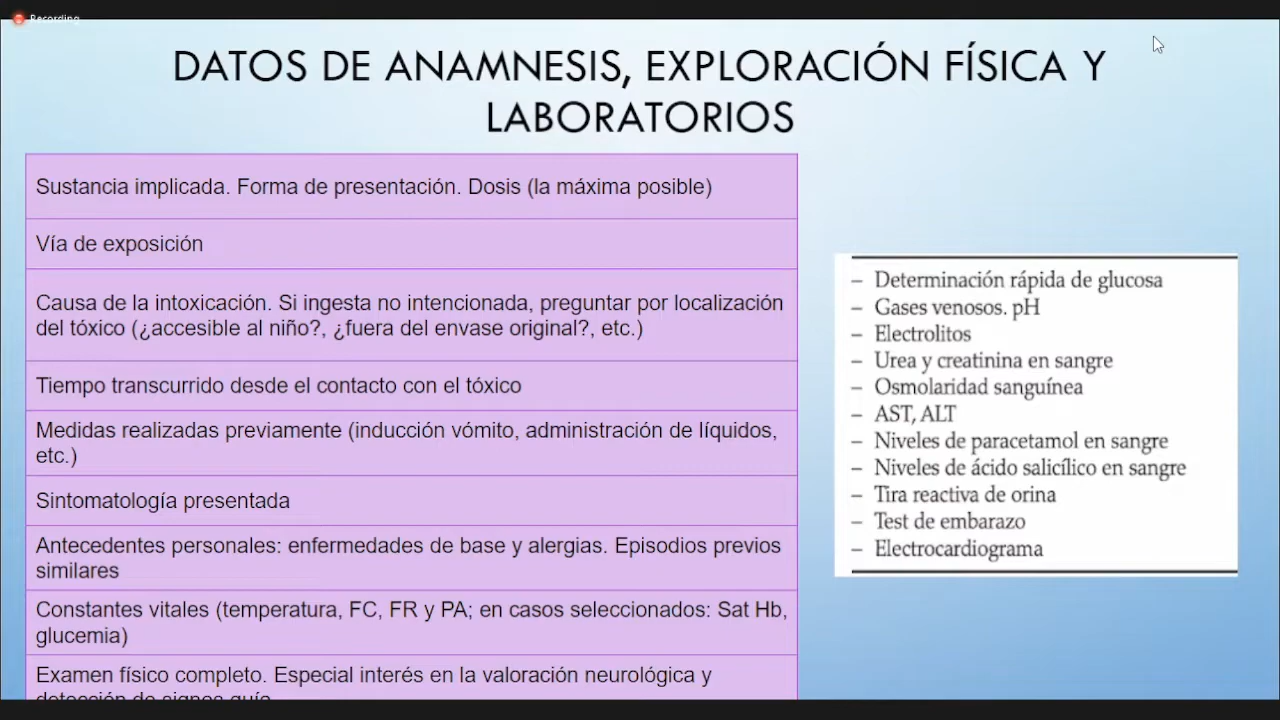 Recording
DATOS DE ANAMNESIS, EXPLORACIÓN FÍSICA Y
LABORATORIOS
Sustancia implicada. Forma de presentación. Dosis (la máxima posible)
Vía de exposición
Causa de la intoxicación. Si ingesta no intencionada, preguntar por localización
del tóxico (¿accesible al niño?, ¿fuera del envase original?, etc.)
Tiempo transcurrido desde el contacto con el tóxico
Medidas realizadas previamente (inducción vómito, administración de líquidos,
etc.)
Sintomatología presentada
Antecedentes personales: enfermedades de base y alergias. Episodios previos
similares
Constantes vitales (temperatura, FC, FR y PA; en casos seleccionados: Sat Hb,
glucemia)
Examen físico completo. Especial interés en la valoración neurológica y
detección de signos guía
– Determinación rápida de glucosa
– Gases venosos. pH
– Electrolitos
– Urea y creatinina en sangre
– Osmolaridad sanguínea
– AST, ALT
– Niveles de paracetamol en sangre
– Niveles de ácido salicílico en sangre
– Tira reactiva de orina
– Test de embarazo
– Electrocardiograma